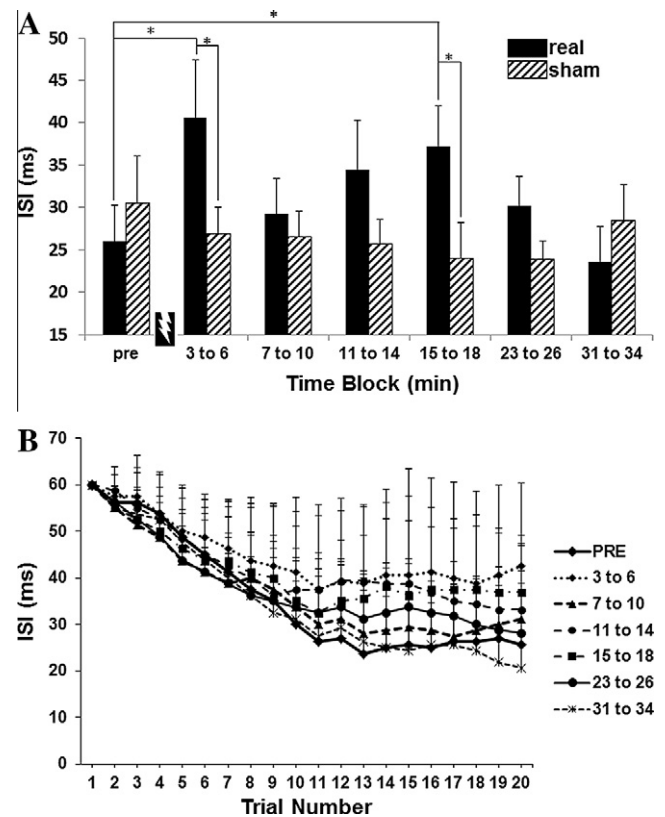 A
*
*
*
*
real
sham
ISI (ms)
50
45
40
35
30
25
20
15
pre
3 to 6
7 to 10
11 to 14
15 to 18
23 to 26
31 to 34
Time Block (min)
B
ISI (ms)
70
60
50
40
30
20
10
0
1 2 3 4 5 6 7 8 9 10 11 12 13 14 15 16 17 18 19 20
Trial Number
PRE
3 to 6
7 to 10
11 to 14
15 to 18
23 to 26
31 to 34